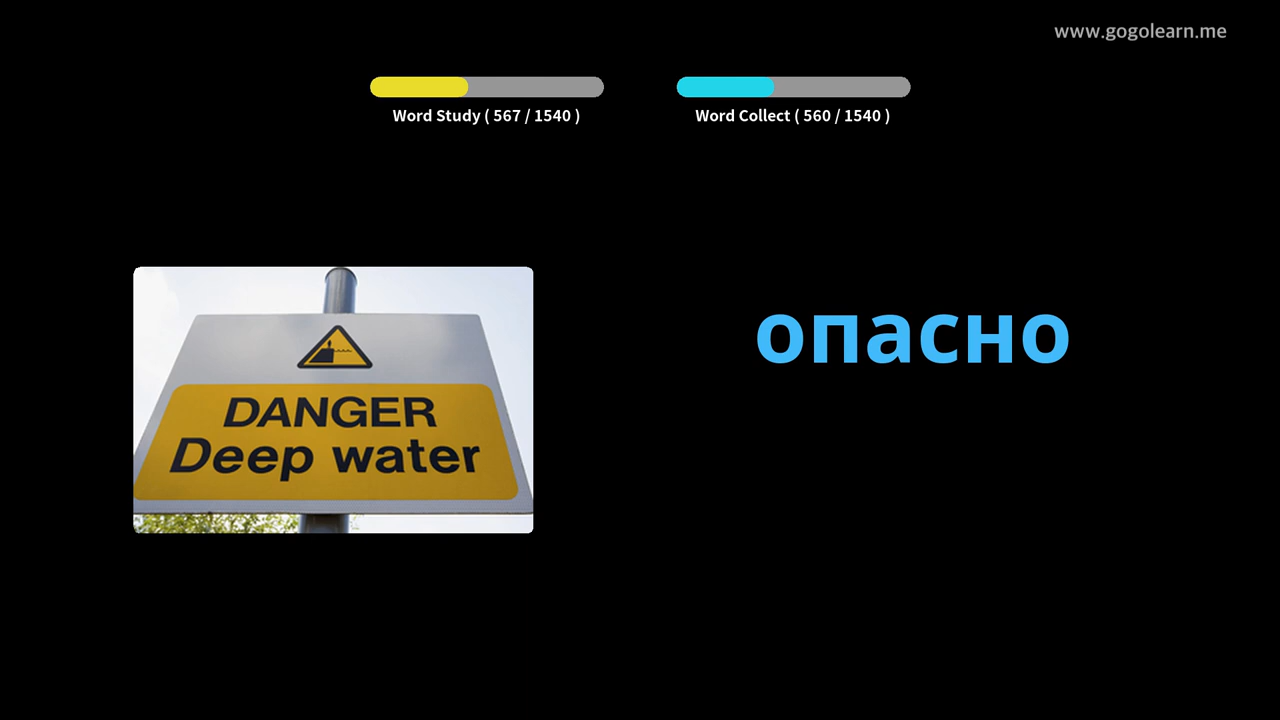 www.gogolearn.me
Word Study ( 567 / 1540 )
Word Collect ( 560 / 1540 )
DANGER
Deep water
опасно